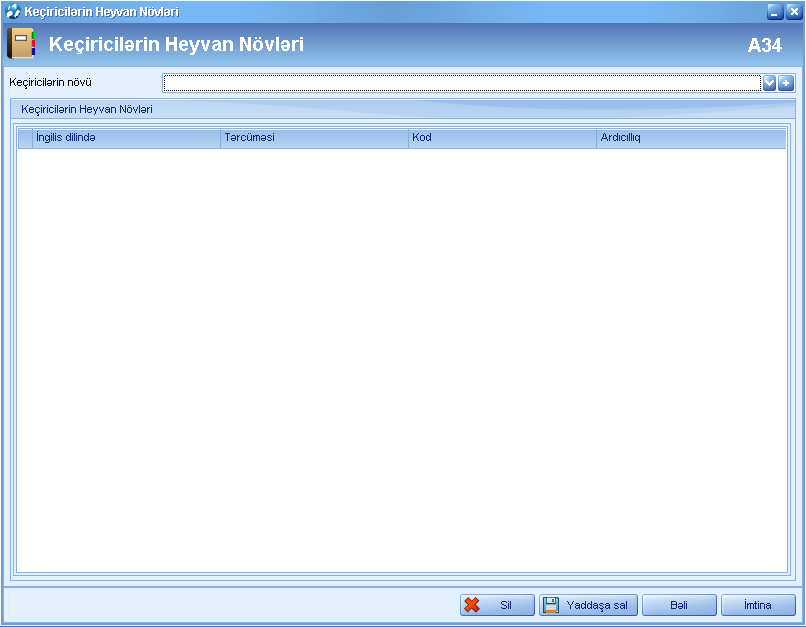 Keçiricilərin Heyvan Növləri
Keçiricilərin Heyvan Növləri
A34
Keçiricilərin növü
Keçiricilərin Heyvan Növləri
İngilis dilində
Tərcüməsi
Kod
Ardıcıllıq
Sil
Yaddaşa sal
Bəli
İmtina